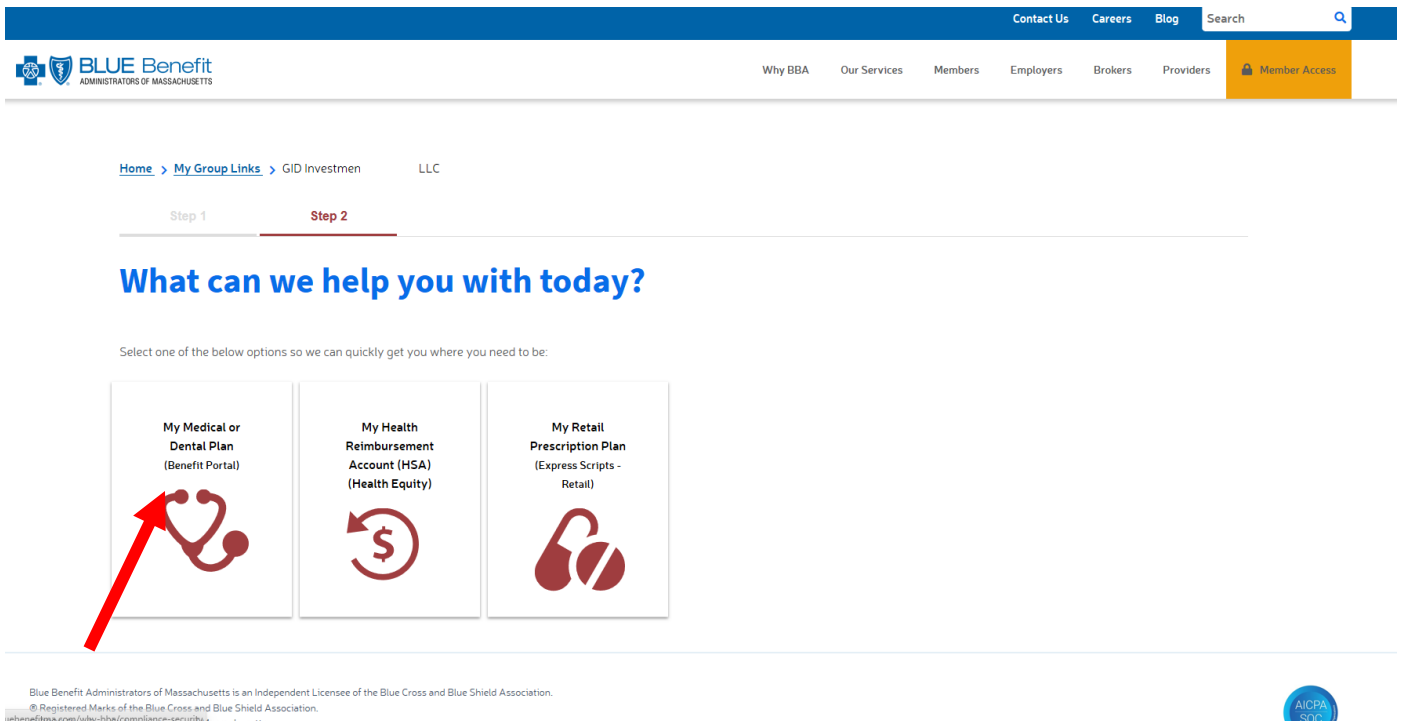 Contact Us Careers Blog Search
BLUE Benefit
ADMINISTRATORS OF MASSACHUSETTS
Why BBA Our Services Members Employers Brokers Providers Member Access
Home > My Group Links > GID Investmen LLC
Step 1 Step 2
What can we help you with today?
Select one of the below options so we can quickly get you where you need to be:
My Medical or
Dental Plan
(Benefit Portal)
My Health
Reimbursement
Account (HSA)
(Health Equity)
$
My Retail
Prescription Plan
(Express Scripts -
Retail)
Blue Benefit Administrators of Massachusetts is an Independent Licensee of the Blue Cross and Blue Shield Association.
® Registered Marks of the Blue Cross and Blue Shield Association.
AICPA
SOC